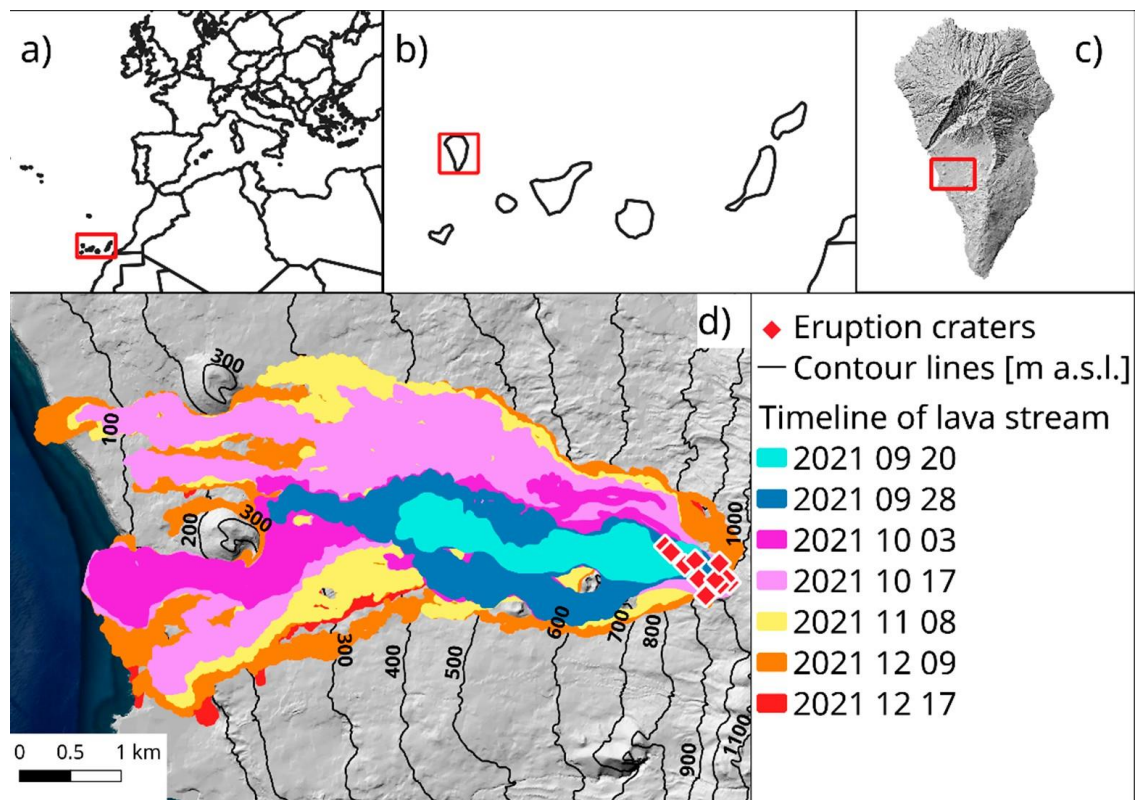 a)
b)
c)
d)
300
100
200
300
1000
600
700
800
300
400
500
900
1100
0 0.5 1 km
Eruption craters
Contour lines [m a.s.l.]
Timeline of lava stream
2021 09 20
2021 09 28
2021 10 03
2021 10 17
2021 11 08
2021 12 09
2021 12 17